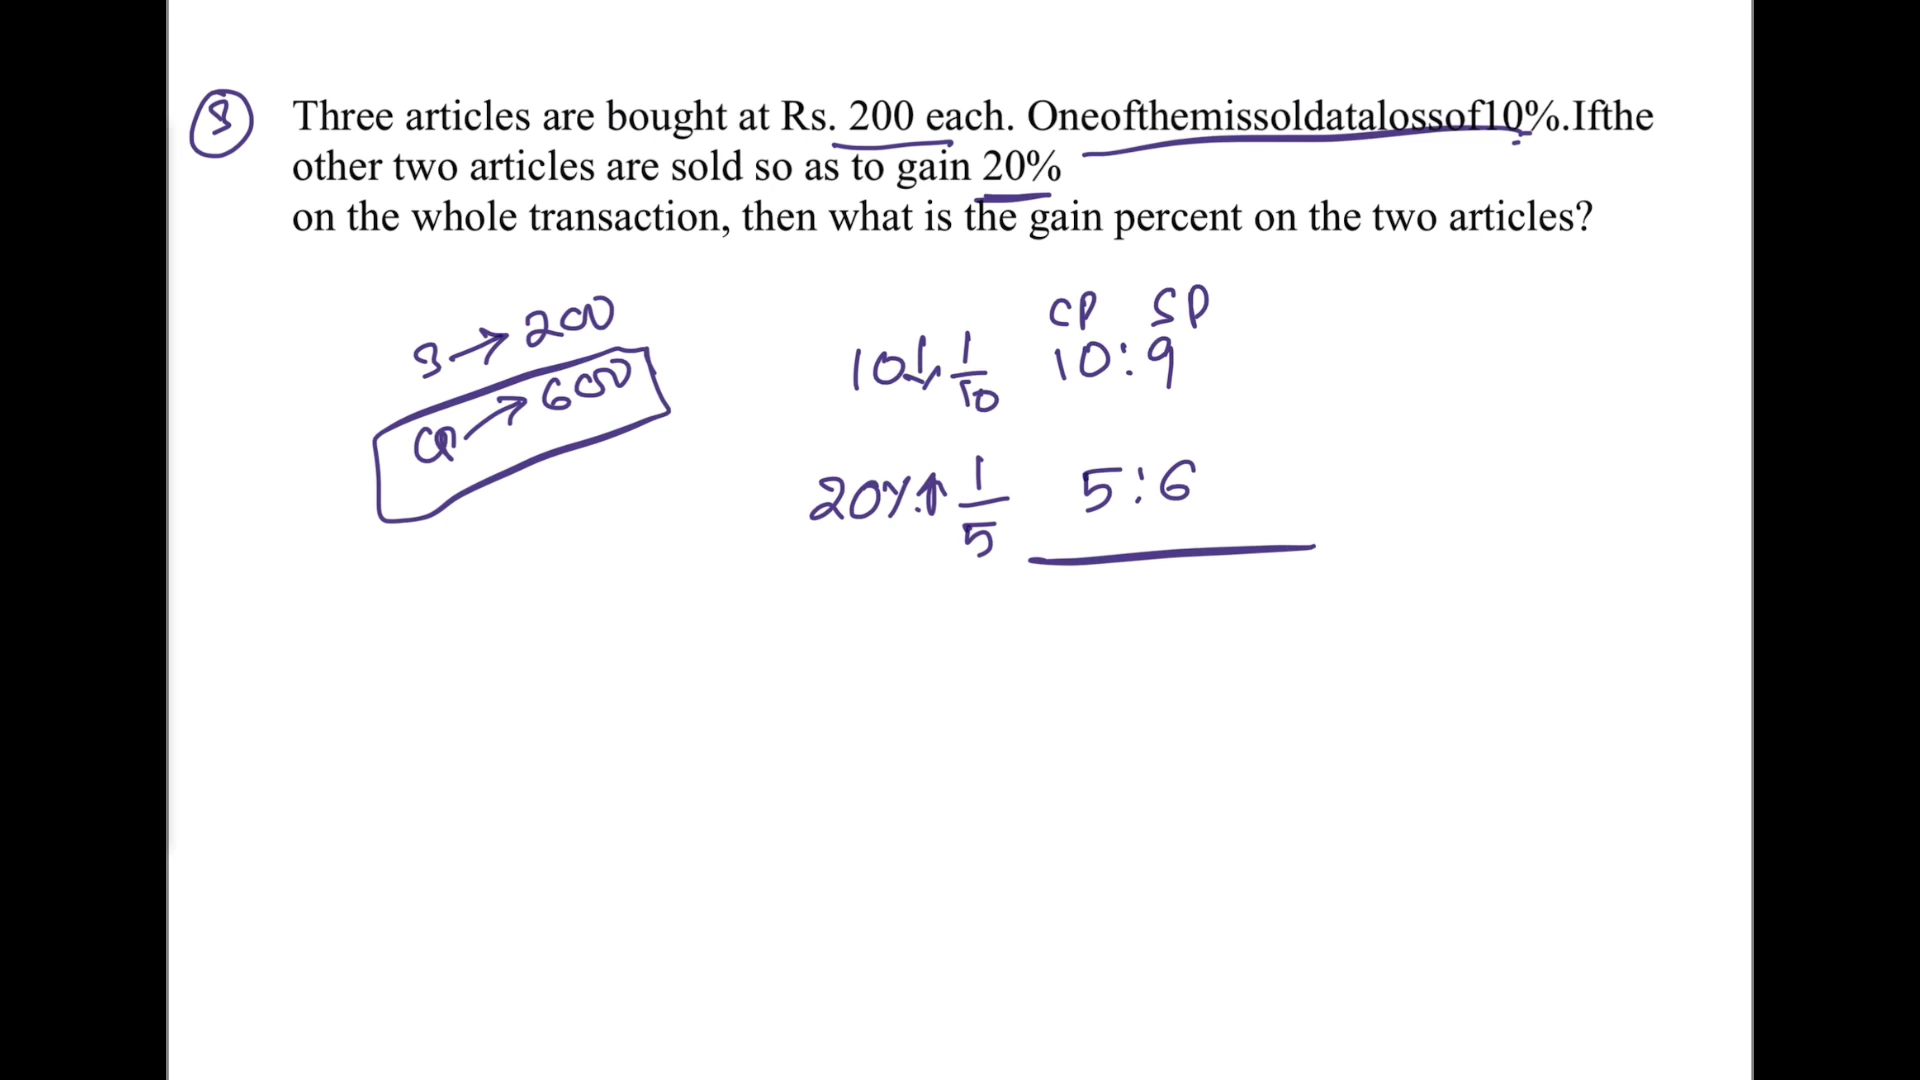 8 Three articles are bought at Rs. 200 each. Oneofthemissoldatalossof10%.Ifthe
other two articles are sold so as to gain 20%
on the whole transaction, then what is the gain percent on the two articles?
CP SP
3 → 200
10%↓ 1/10 10:9
CP → 600
20%↑ 1/5 5:6